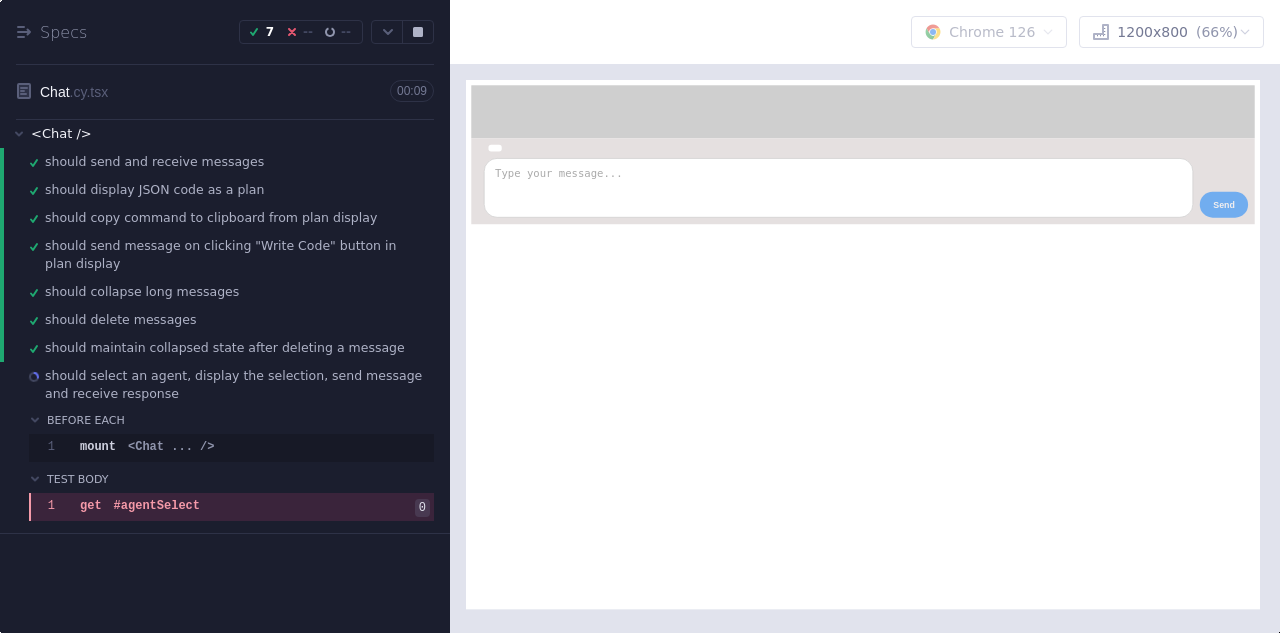 Specs
7 -- --
Chat.cy.tsx 00:09
<Chat />
should send and receive messages
should display JSON code as a plan
should copy command to clipboard from plan display
should send message on clicking "Write Code" button in
plan display
should collapse long messages
should delete messages
should maintain collapsed state after deleting a message
should select an agent, display the selection, send message
and receive response
BEFORE EACH
1 mount <Chat ... />
TEST BODY
1 get #agentSelect 0
Chrome 126 1200x800 (66%)
Type your message...
Send